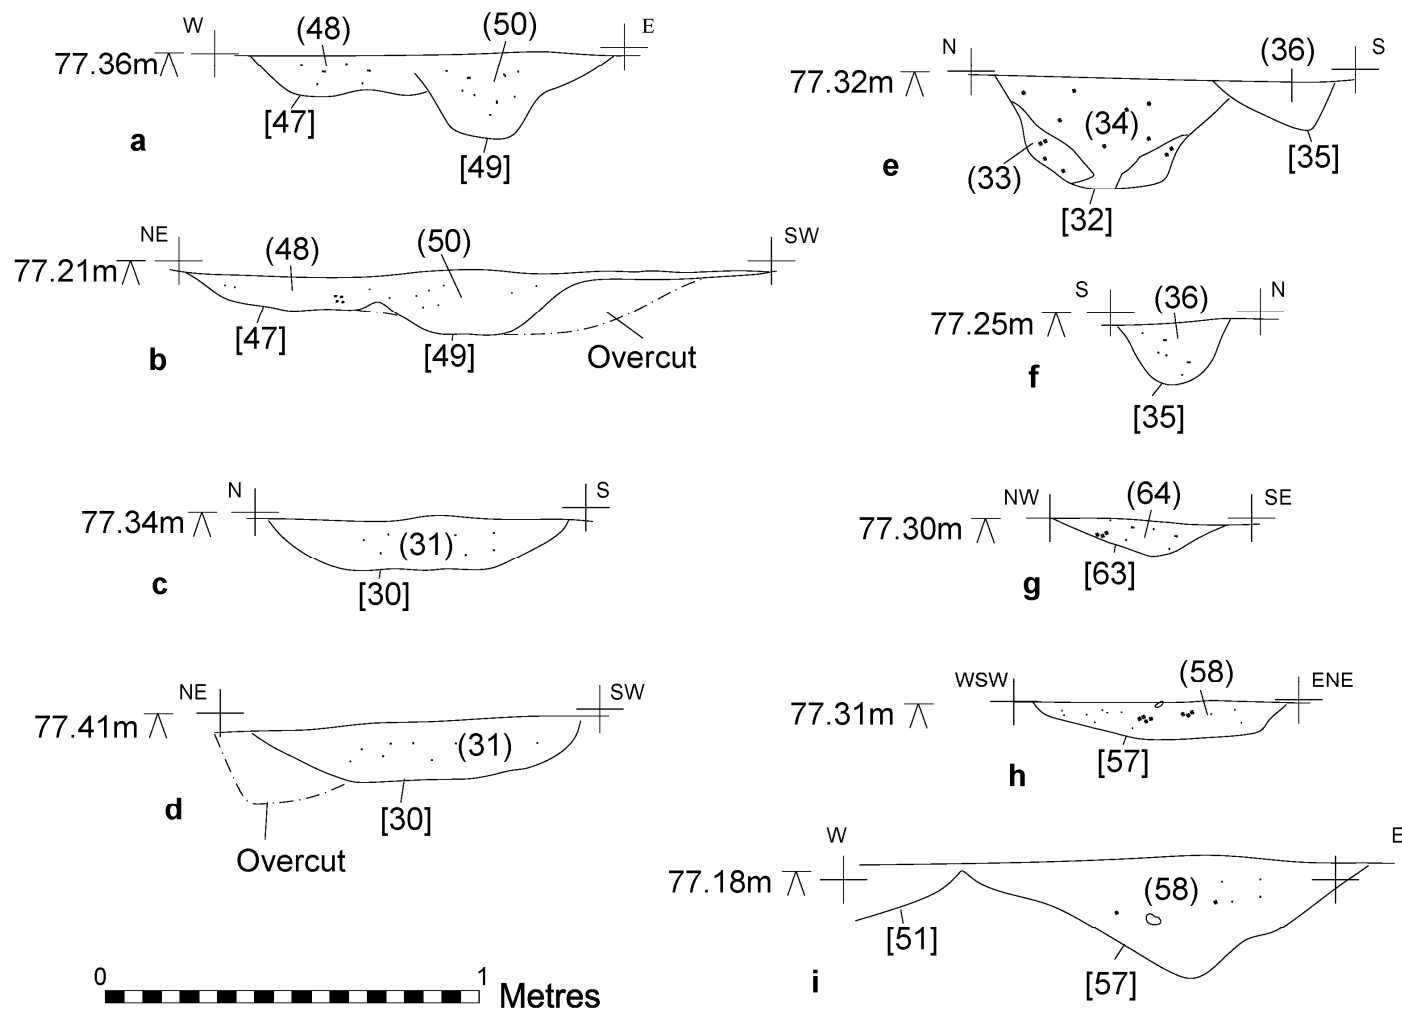 W (48) (50) E
77.36m
[47]
[49]
a
NE (48) (50) SW
77.21m
[47] [49] Overcut
b
N S
77.34m (31)
[30]
c
NE SW
77.41m (31)
[30]
d
Overcut
0 1
Metres
N (36) S
77.32m (34)
(33) [35]
[32]
e
S (36) N
77.25m
[35]
f
NW (64) SE
77.30m
[63]
g
WSW (58) ENE
77.31m
[57]
h
W E
77.18m (58)
[51]
[57]
i